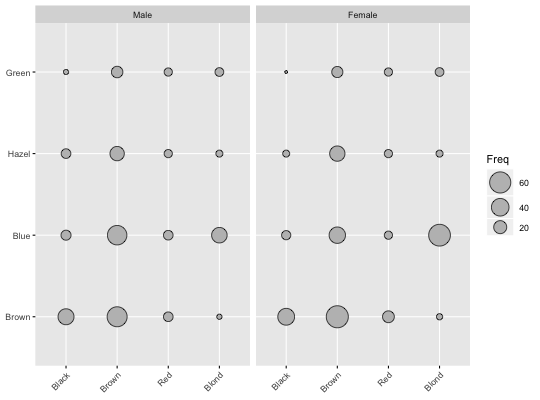 Male Female
Green
Hazel
Blue
Brown
Black Brown Red Blond Black Brown Red Blond
Freq
60
40
20